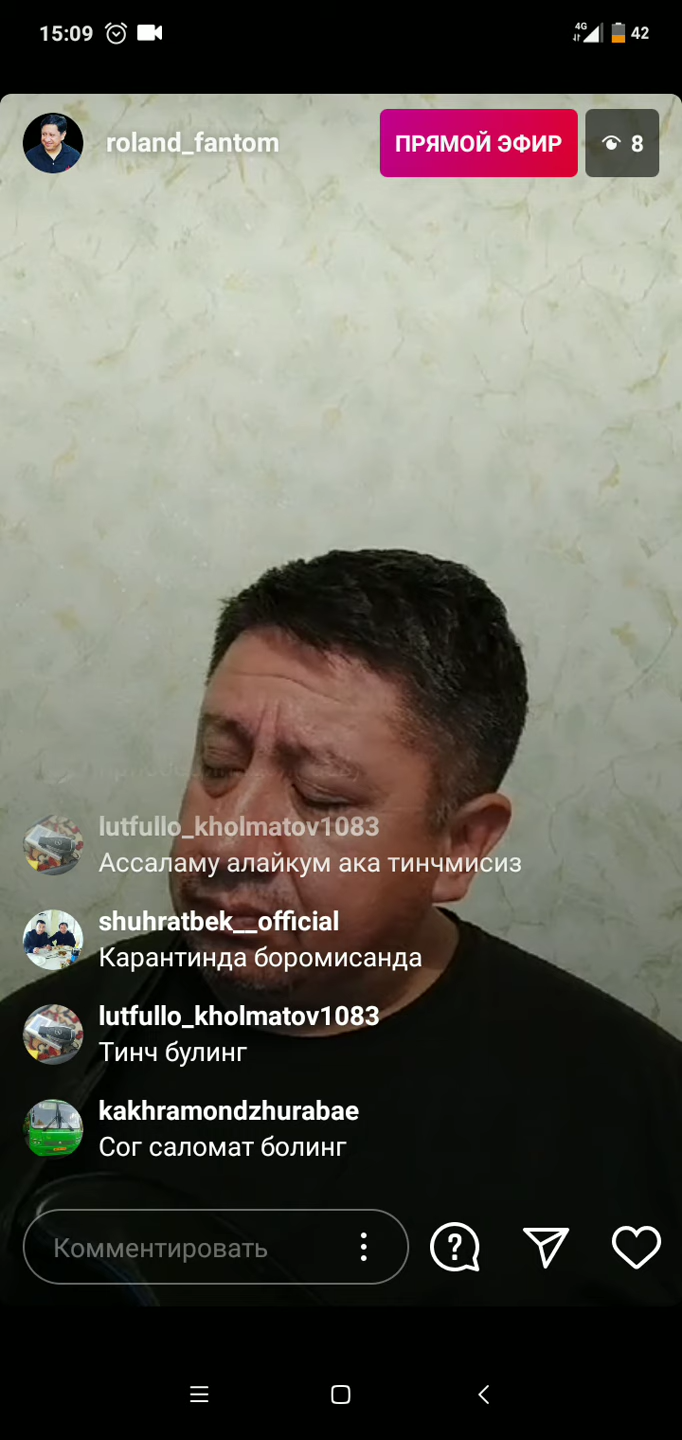 15:09
4G
42
roland_fantom
ПРЯМОЙ ЭФИР
8
lutfullo_kholmatov1083
Ассаламу алайкум ака тинчмисиз
shuhratbek__official
Карантинда боромисанда
lutfullo_kholmatov1083
Тинч булинг
kakhramondzhurabae
Сог саломат болинг
Комментировать